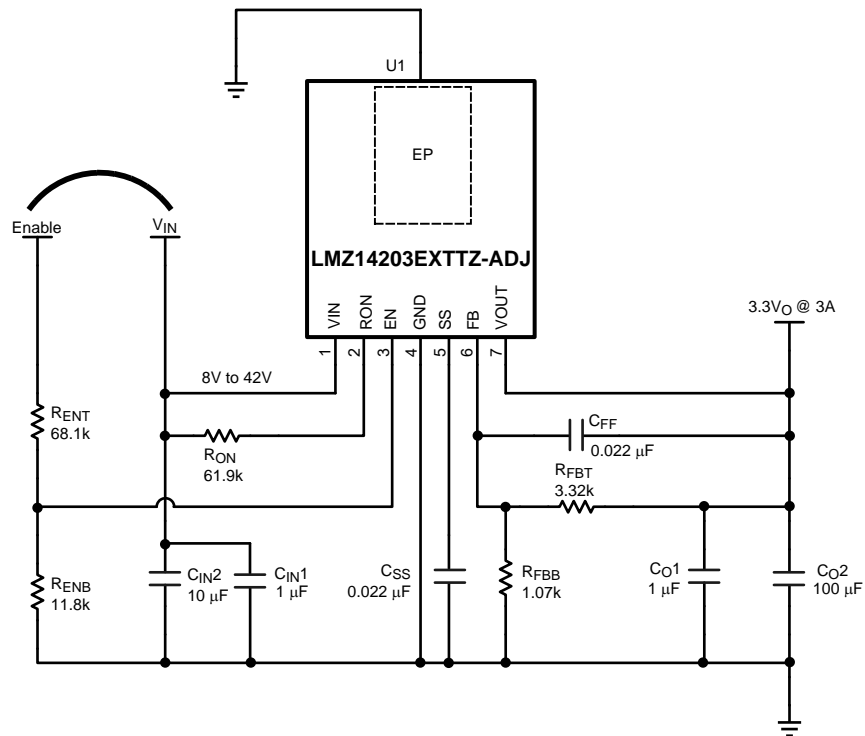 U1
EP
Enable
VIN
LMZ14203EXTTZ-ADJ
VIN
RON
EN
GND
SS
FB
VOUT
1
2
3
4
5
6
7
3.3VO @ 3A
8V to 42V
RENT
68.1k
RON
61.9k
CFF
0.022 μF
RFBT
3.32k
RENB
11.8k
CIN2
10 μF
CIN1
1 μF
CSS
0.022 μF
RFBB
1.07k
CO1
1 μF
CO2
100 μF